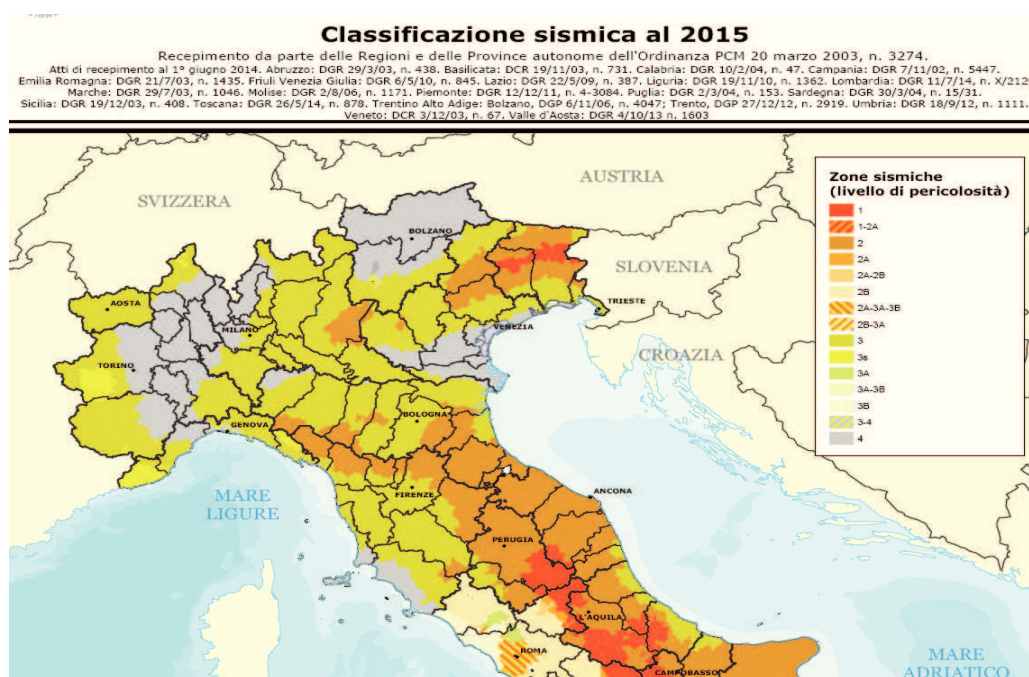 Classificazione sismica al 2015
Recepimento da parte delle Regioni e delle Province autonome dell'Ordinanza PCM 20 marzo 2003, n. 3274.
Atti di recepimento al 1° giugno 2014. Abruzzo: DGR 29/3/03, n. 438. Basilicata: DCR 19/11/03, n. 731. Calabria: DGR 10/2/04, n. 47. Campania: DGR 7/11/02, n. 5447.
Emilia Romagna: DGR 21/7/03, n. 1435. Friuli Venezia Giulia: DGR 6/5/10, n. 845. Lazio: DGR 22/5/09, n. 387. Liguria: DGR 19/11/10, n. 1362. Lombardia: DGR 11/7/14, n. X/212
Marche: DGR 29/7/03, n. 1046. Molise: DGR 2/8/06, n. 1171. Piemonte: DGR 12/12/11, n. 4-3084. Puglia: DGR 2/3/04, n. 153. Sardegna: DGR 30/3/04, n. 15/31.
Sicilia: DGR 19/12/03, n. 408. Toscana: DGR 26/5/14, n. 878. Trentino Alto Adige: Bolzano, DGP 6/11/06, n. 4047; Trento, DGP 27/12/12, n. 2919. Umbria: DGR 18/9/12, n. 1111.
Veneto: DCR 3/12/03, n. 67. Valle d'Aosta: DGR 4/10/13 n. 1603
AUSTRIA
SVIZZERA
BOLZANO
SLOVENIA
AOSTA
TRIESTE
MILANO
VENEZIA
CROAZIA
TORINO
BOLOGNA
GENOVA
FIRENZE
ANCONA
MARE
LIGURE
PERUGIA
L'AQUILA
ROMA
CAMPOBASSO
MARE
ADRIATICO
Zone sismiche
(livello di pericolosità)
1
1-2A
2
2A
2A-2B
2B
2A-3A-3B
2B-3A
3
3s
3A
3A-3B
3B
3-4
4